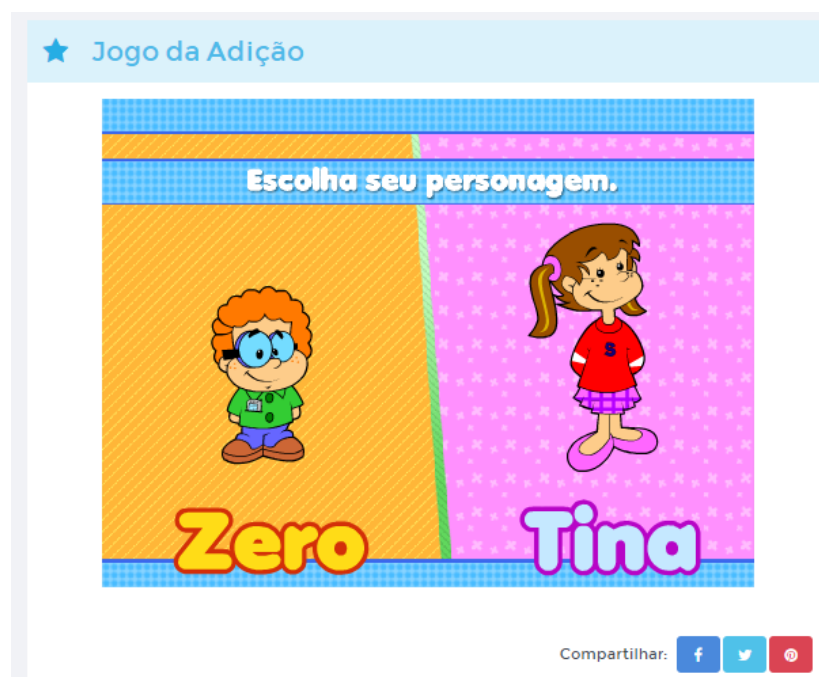 Jogo da Adição
Escolha seu personagem.
S
Zero
Tina
Compartilhar: